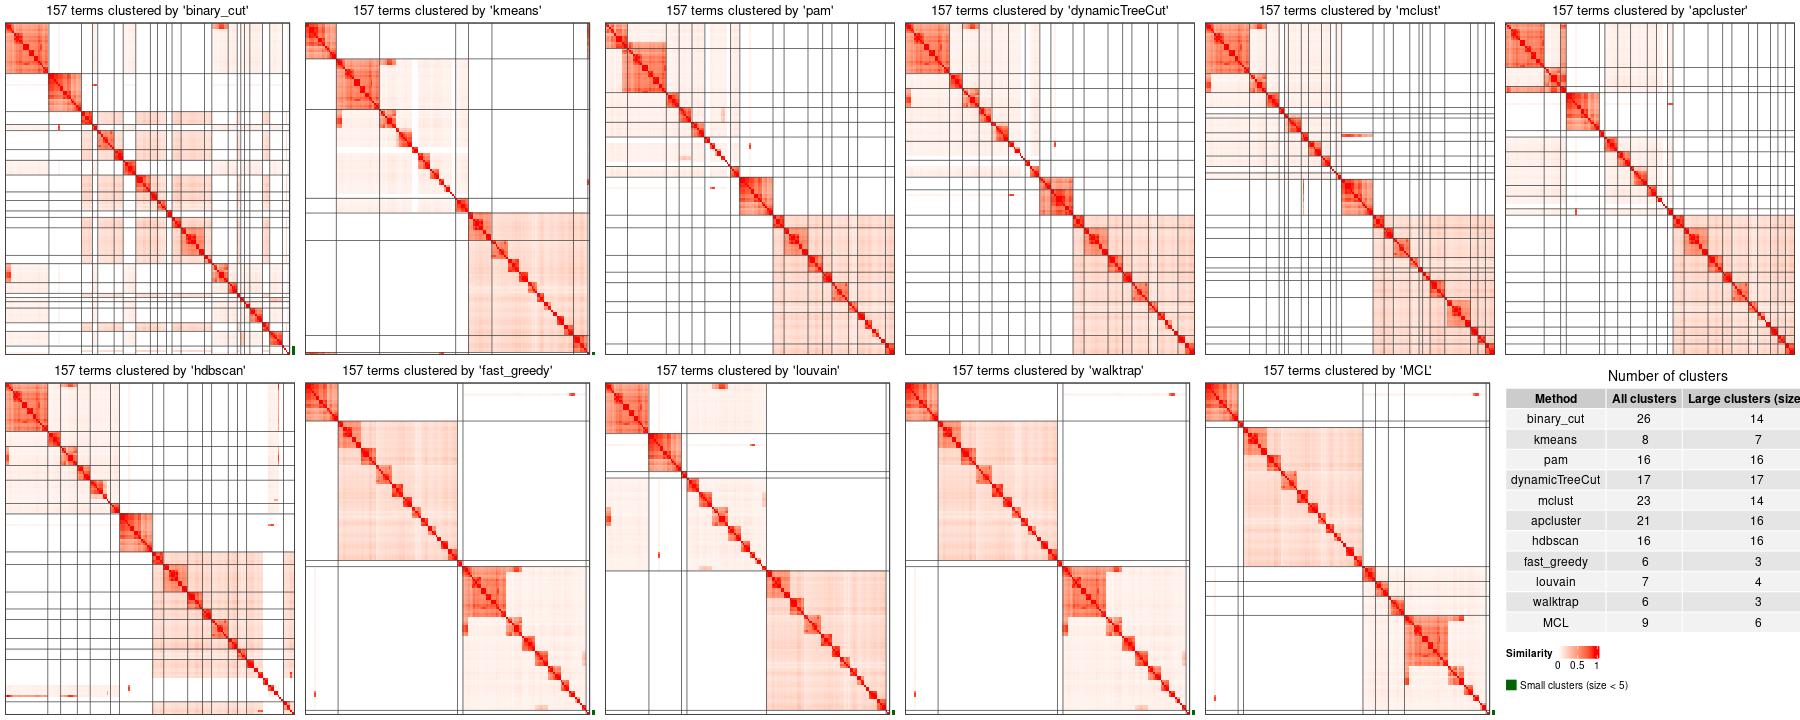 157 terms clustered by 'binary_cut'
157 terms clustered by 'kmeans'
157 terms clustered by 'pam'
157 terms clustered by 'dynamicTreeCut'
157 terms clustered by 'mclust'
157 terms clustered by 'apcluster'
157 terms clustered by 'hdbscan'
157 terms clustered by 'fast_greedy'
157 terms clustered by 'louvain'
157 terms clustered by 'walktrap'
157 terms clustered by 'MCL'
Number of clusters
Method All clusters Large clusters (size
binary_cut 26 14
kmeans 8 7
pam 16 16
dynamicTreeCut 17 17
mclust 23 14
apcluster 21 16
hdbscan 16 16
fast_greedy 6 3
louvain 7 4
walktrap 6 3
MCL 9 6
Similarity
0 0.5 1
Small clusters (size < 5)